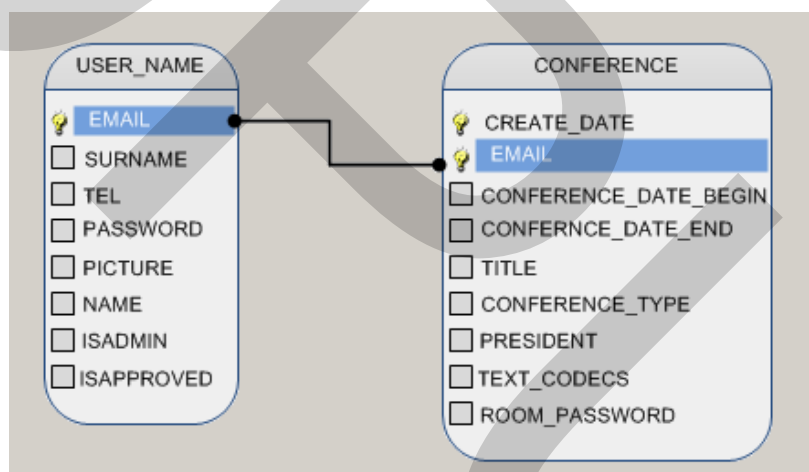 USER_NAME
EMAIL
SURNAME
TEL
PASSWORD
PICTURE
NAME
ISADMIN
ISAPPROVED
CONFERENCE
CREATE_DATE
EMAIL
CONFERENCE_DATE_BEGIN
CONFERNCE_DATE_END
TITLE
CONFERENCE_TYPE
PRESIDENT
TEXT_CODECS
ROOM_PASSWORD